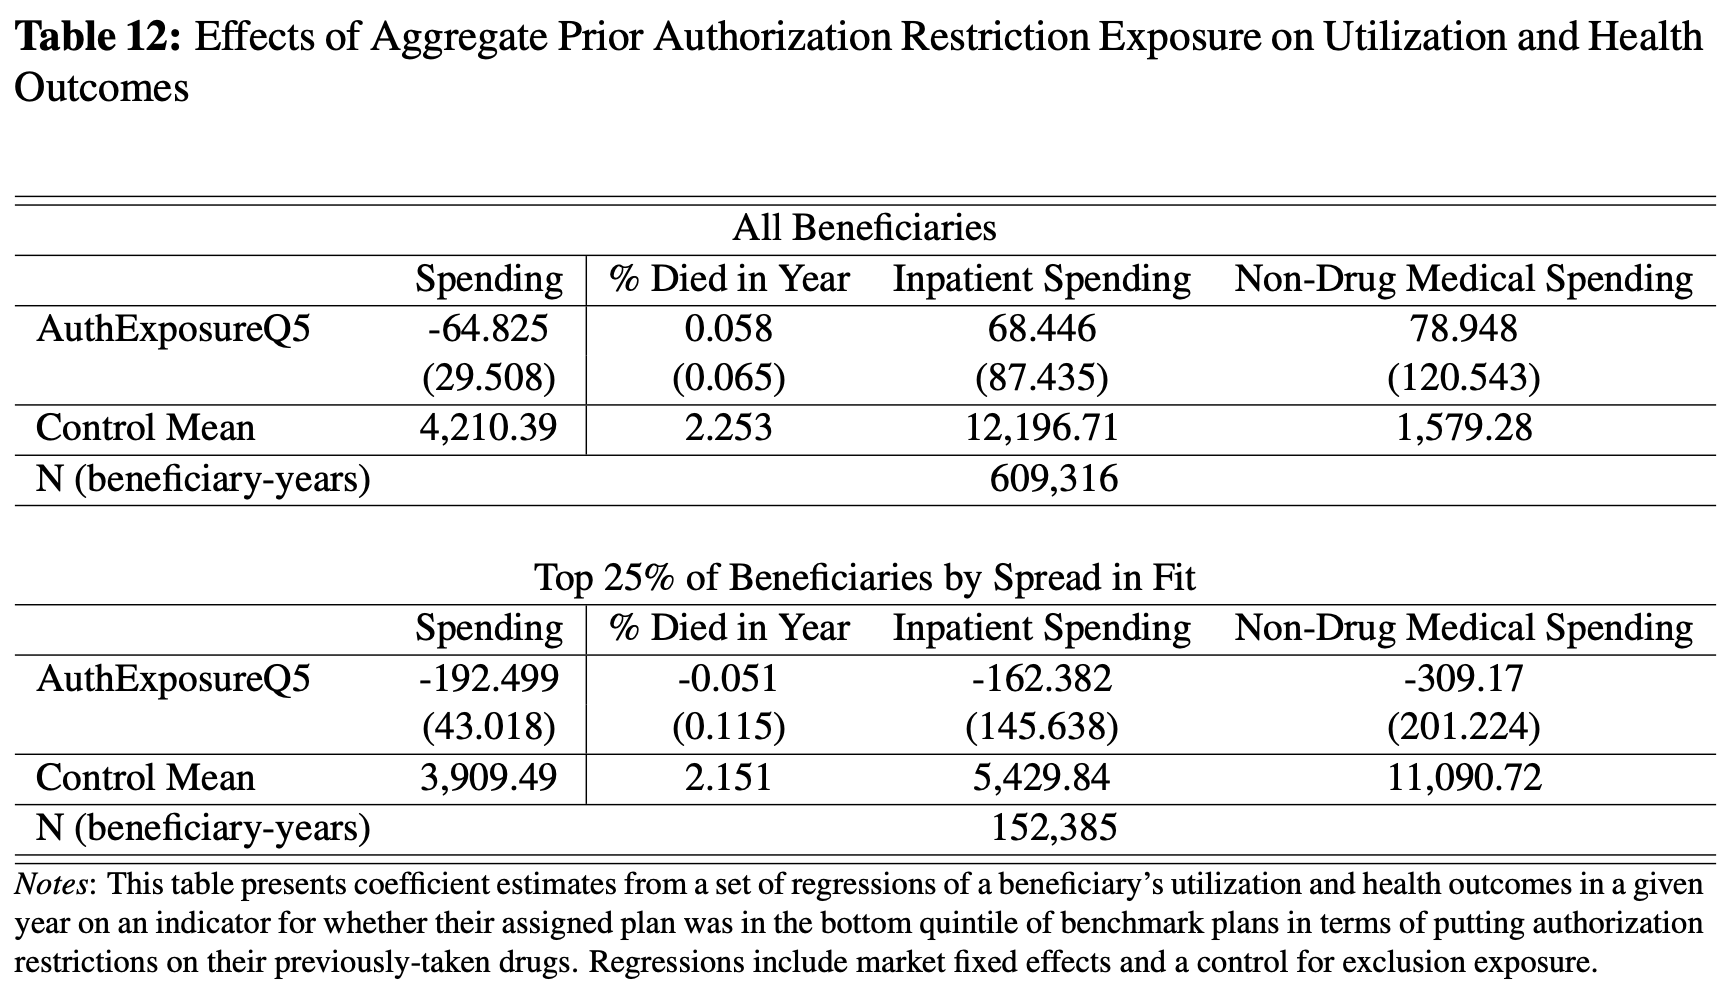 Table 12: Effects of Aggregate Prior Authorization Restriction Exposure on Utilization and Health
Outcomes
All Beneficiaries
Spending % Died in Year Inpatient Spending Non-Drug Medical Spending
AuthExposureQ5 -64.825 0.058 68.446 78.948
(29.508) (0.065) (87.435) (120.543)
Control Mean 4,210.39 2.253 12,196.71 1,579.28
N (beneficiary-years) 609,316
Top 25% of Beneficiaries by Spread in Fit
Spending % Died in Year Inpatient Spending Non-Drug Medical Spending
AuthExposureQ5 -192.499 -0.051 -162.382 -309.17
(43.018) (0.115) (145.638) (201.224)
Control Mean 3,909.49 2.151 5,429.84 11,090.72
N (beneficiary-years) 152,385
Notes: This table presents coefficient estimates from a set of regressions of a beneficiary's utilization and health outcomes in a given
year on an indicator for whether their assigned plan was in the bottom quintile of benchmark plans in terms of putting authorization
restrictions on their previously-taken drugs. Regressions include market fixed effects and a control for exclusion exposure.